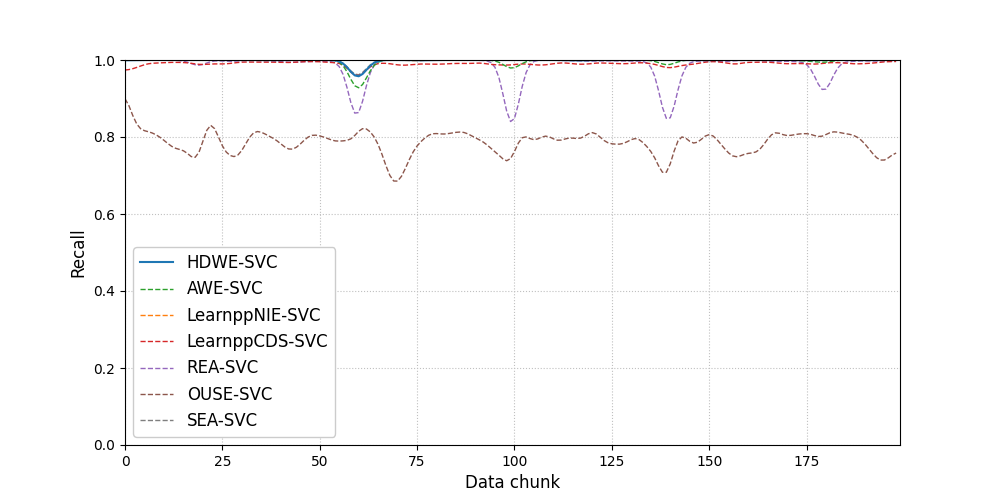 1.0
0.8
0.6
0.4
0.2
0.0
Recall
HDWE-SVC
AWE-SVC
LearnppNIE-SVC
LearnppCDS-SVC
REA-SVC
OUSE-SVC
SEA-SVC
0 25 50 75 100 125 150 175
Data chunk